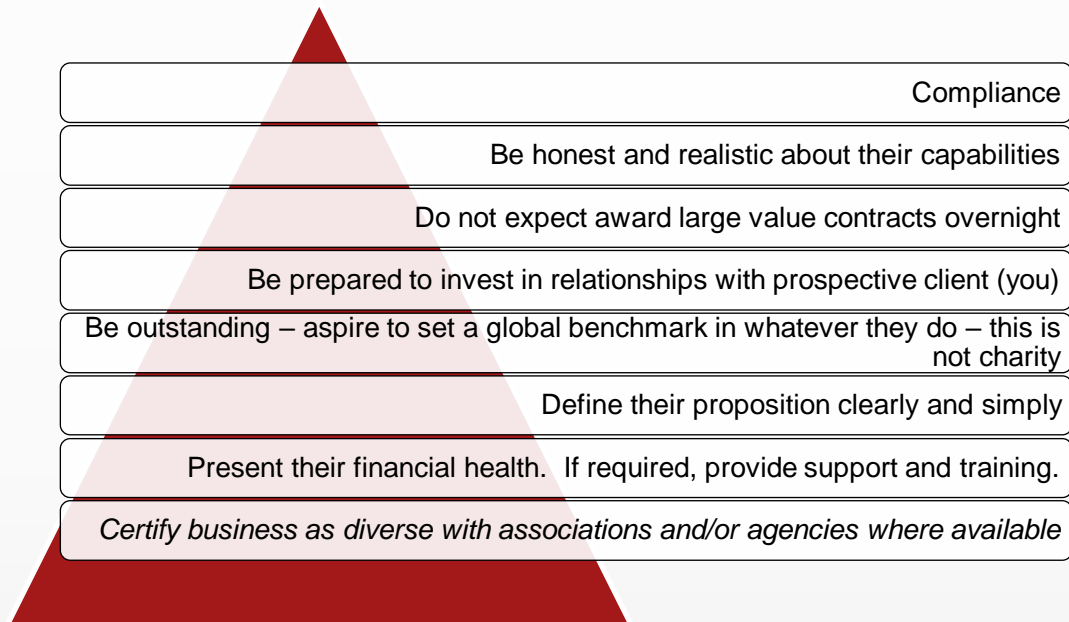 Compliance
Be honest and realistic about their capabilities
Do not expect award large value contracts overnight
Be prepared to invest in relationships with prospective client (you)
Be outstanding – aspire to set a global benchmark in whatever they do – this is
not charity
Define their proposition clearly and simply
Present their financial health.  If required, provide support and training.
Certify business as diverse with associations and/or agencies where available